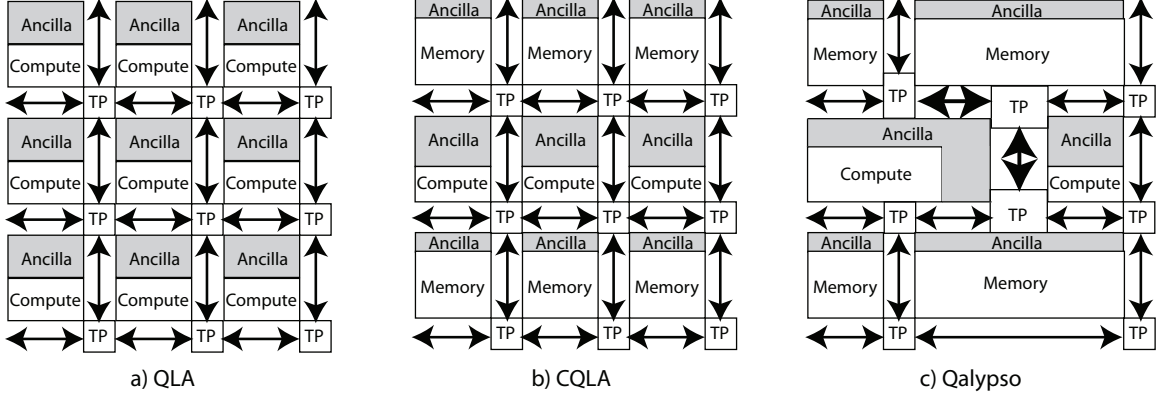 Ancilla Ancilla Ancilla
Compute Compute Compute
TP TP TP
Ancilla Ancilla Ancilla
Compute Compute Compute
TP TP TP
Ancilla Ancilla Ancilla
Compute Compute Compute
TP TP TP
a) QLA
Ancilla Ancilla Ancilla
Memory Memory Memory
TP TP TP
Ancilla Ancilla Ancilla
Compute Compute Compute
TP TP TP
Ancilla Ancilla Ancilla
Memory Memory Memory
TP TP TP
b) CQLA
Ancilla Ancilla
Memory Memory
TP TP TP
Ancilla Ancilla
Compute Compute
TP TP TP
Ancilla Ancilla
Memory Memory
TP TP
c) Qalypso